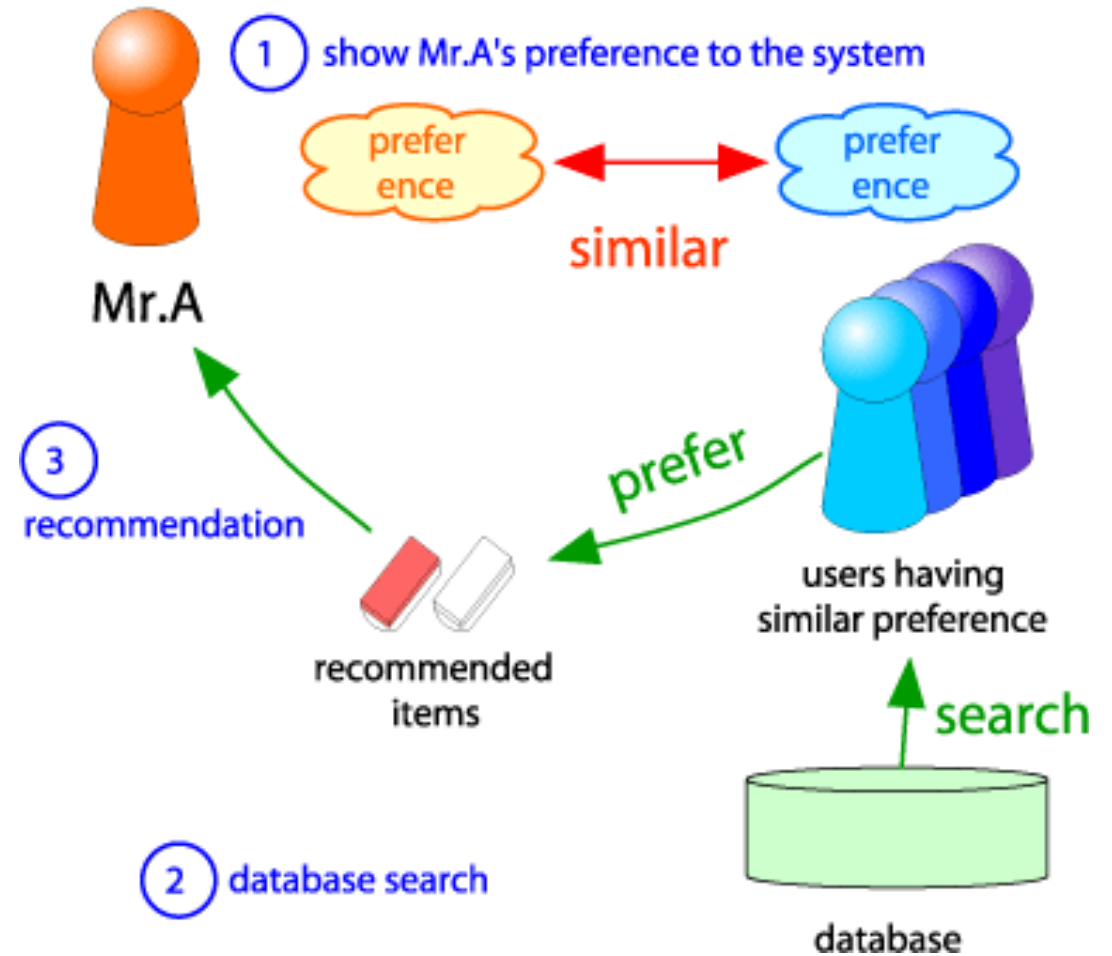 1 show Mr.A's preference to the system
prefer
ence
prefer
ence
similar
Mr.A
prefer
3
recommendation
users having
similar preference
recommended
items
search
2 database search
database